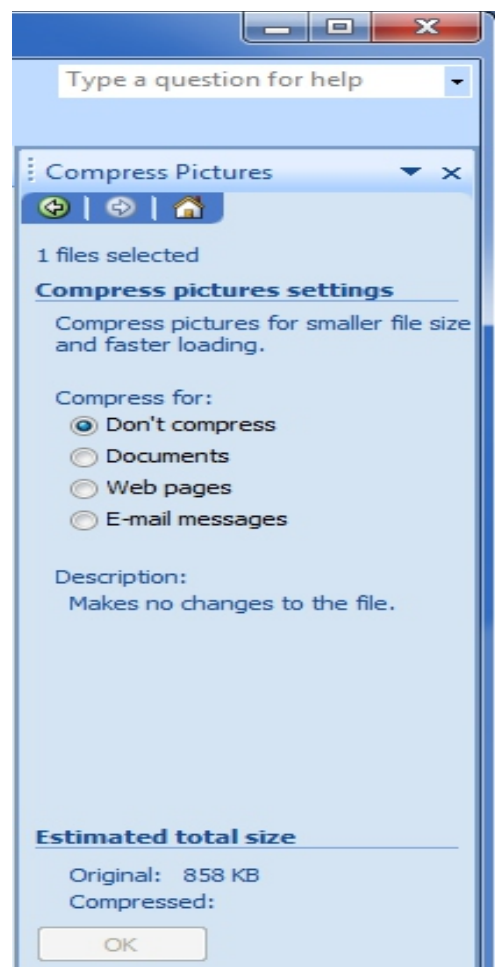 Type a question for help
Compress Pictures
1 files selected
Compress pictures settings
Compress pictures for smaller file size
and faster loading.
Compress for:
Don't compress
Documents
Web pages
E-mail messages
Description:
Makes no changes to the file.
Estimated total size
Original: 858 KB
Compressed:
OK